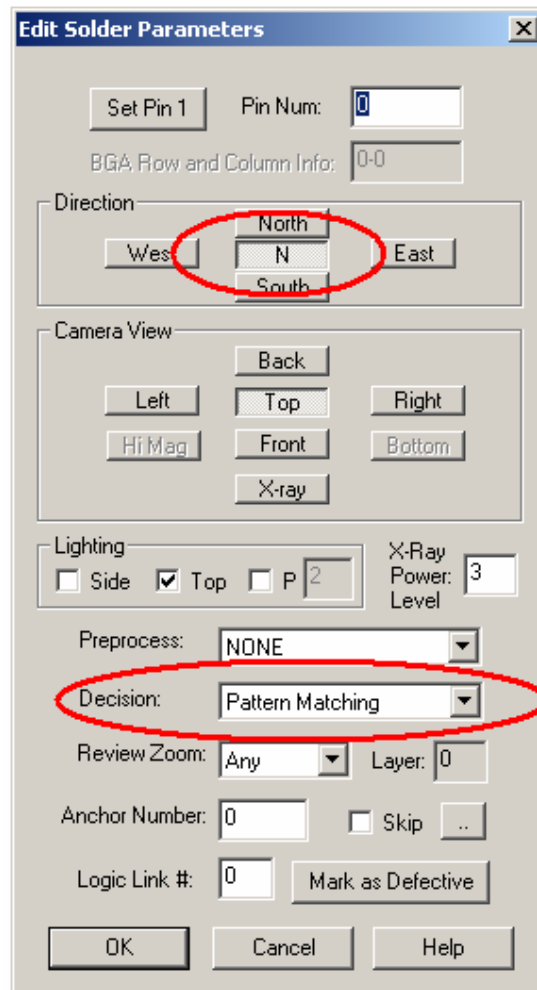 Edit Solder Parameters
Set Pin 1 Pin Num: 0
BGA Row and Column Info: 0-0
Direction
North
West N East
South
Camera View
Back
Left Top Right
Hi Mag Front Bottom
X-ray
Lighting
Side Top P 2
X-Ray
Power: 3
Level
Preprocess: NONE
Decision: Pattern Matching
Review Zoom: Any Layer: 0
Anchor Number: 0 Skip ..
Logic Link #: 0 Mark as Defective
OK Cancel Help